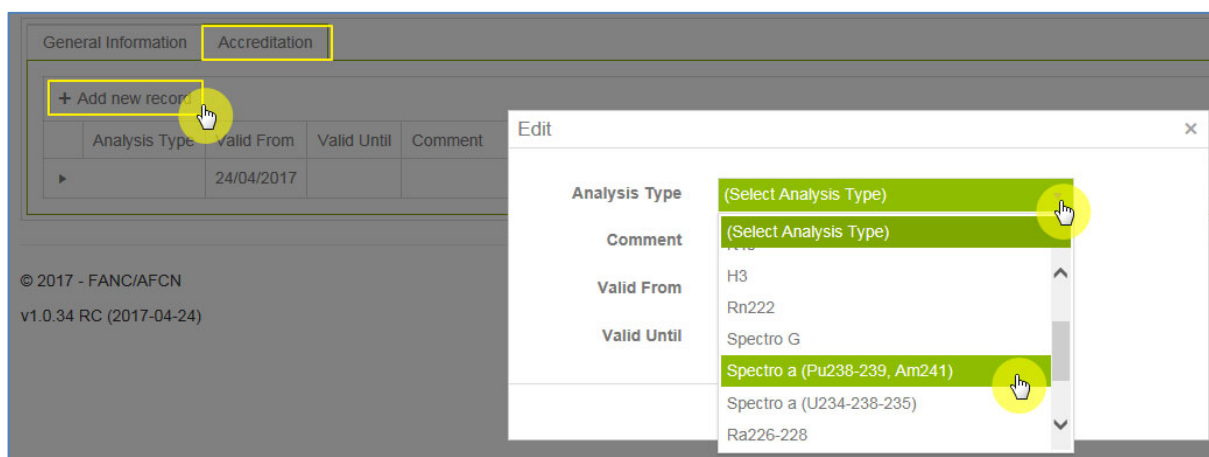 General Information Accreditation
+ Add new record
Analysis Type Valid From Valid Until Comment
24/04/2017
© 2017 - FANC/AFCN
v1.0.34 RC (2017-04-24)
Edit ×
Analysis Type (Select Analysis Type)
Comment (Select Analysis Type)
Valid From H3
Rn222
Valid Until Spectro G
Spectro a (Pu238-239, Am241)
Spectro a (U234-238-235)
Ra226-228